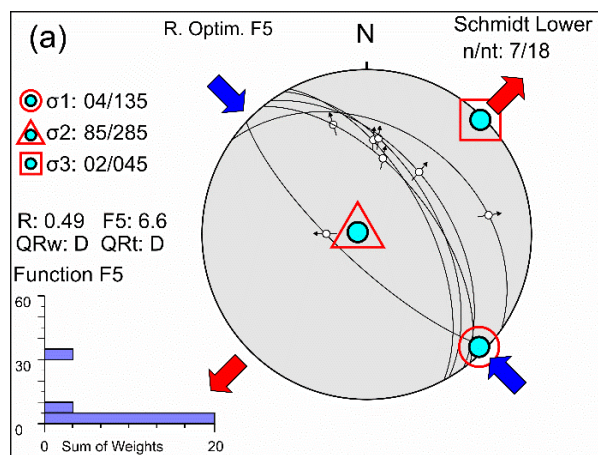 (a)
R. Optim. F5
N
Schmidt Lower
n/nt: 7/18
σ1: 04/135
σ2: 85/285
σ3: 02/045
R: 0.49 F5: 6.6
QRw: D QRt: D
Function F5
60
30
0
0 Sum of Weights 20